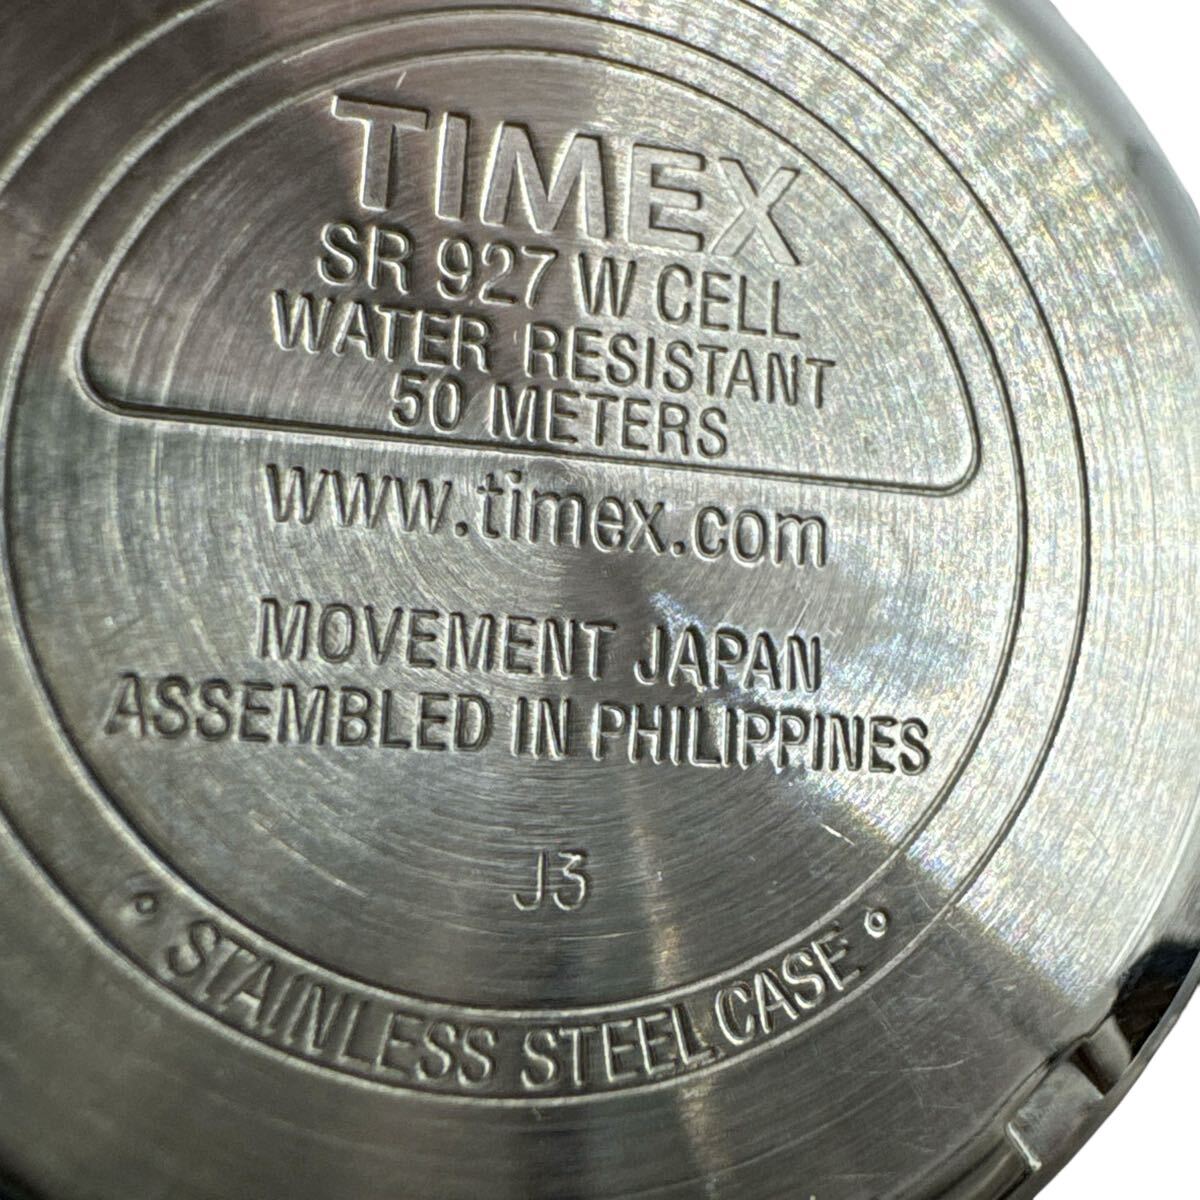 TIMEX
SR 927 W CELL
WATER RESISTANT
50 METERS
www.timex.com
MOVEMENT JAPAN
ASSEMBLED IN PHILIPPINES
J3
STAINLESS STEEL CASE